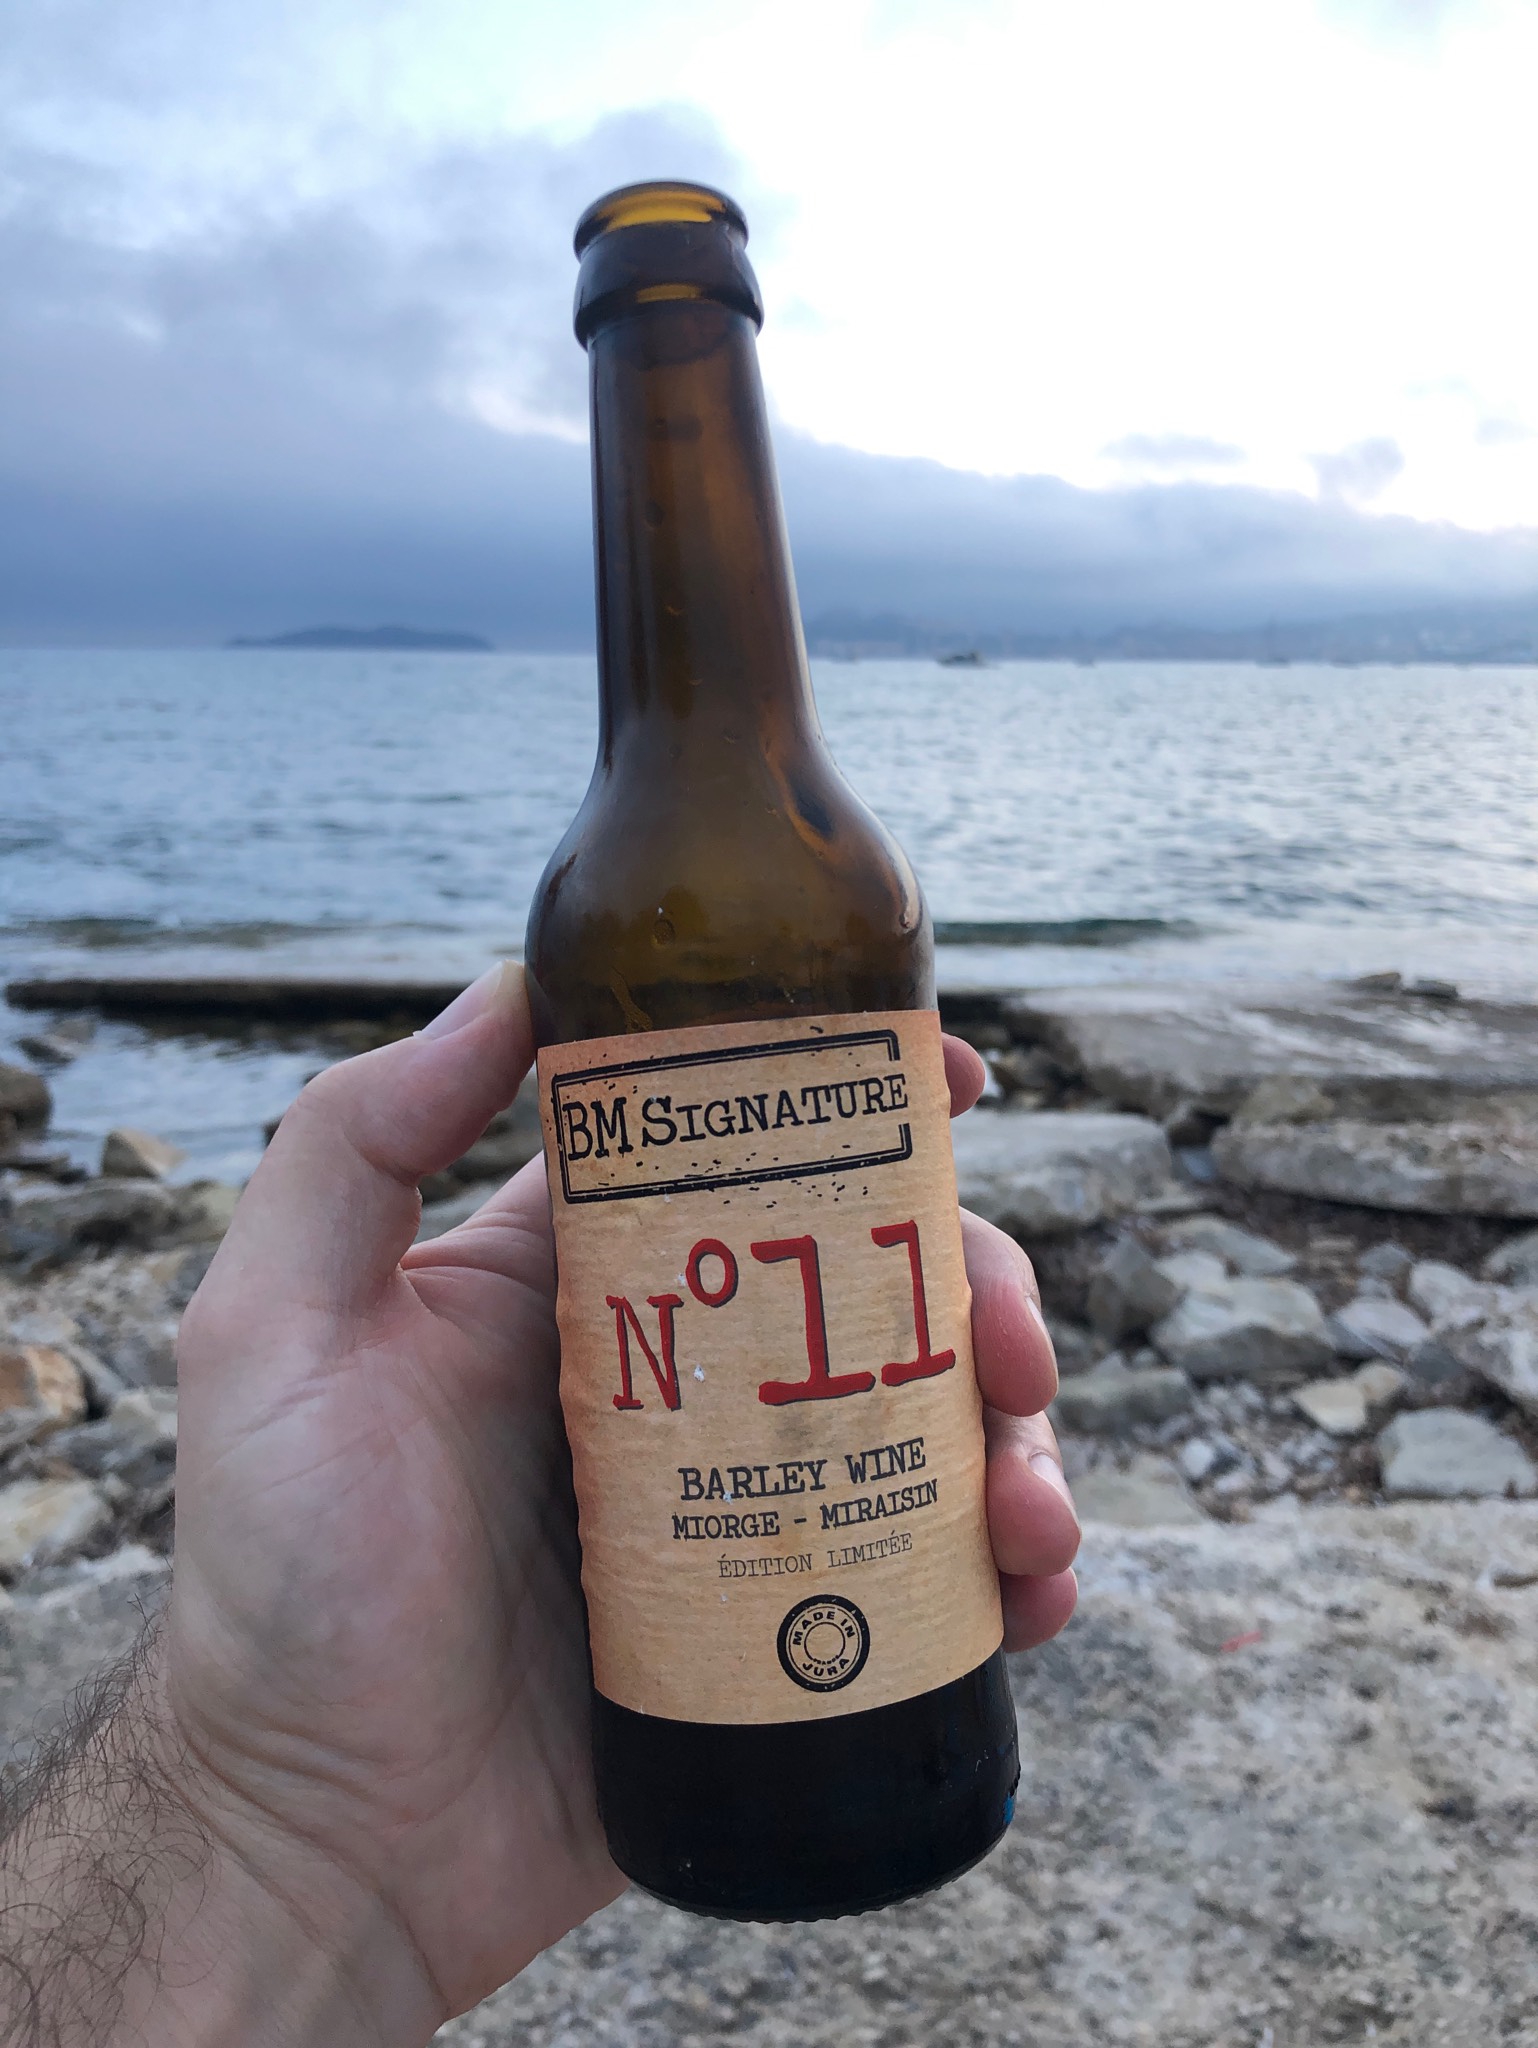 BM SIGNATURE
N°11
BARLEY WINE
MIORGE - MIRAISIN
ÉDITION LIMITÉE
MADE IN
JURA